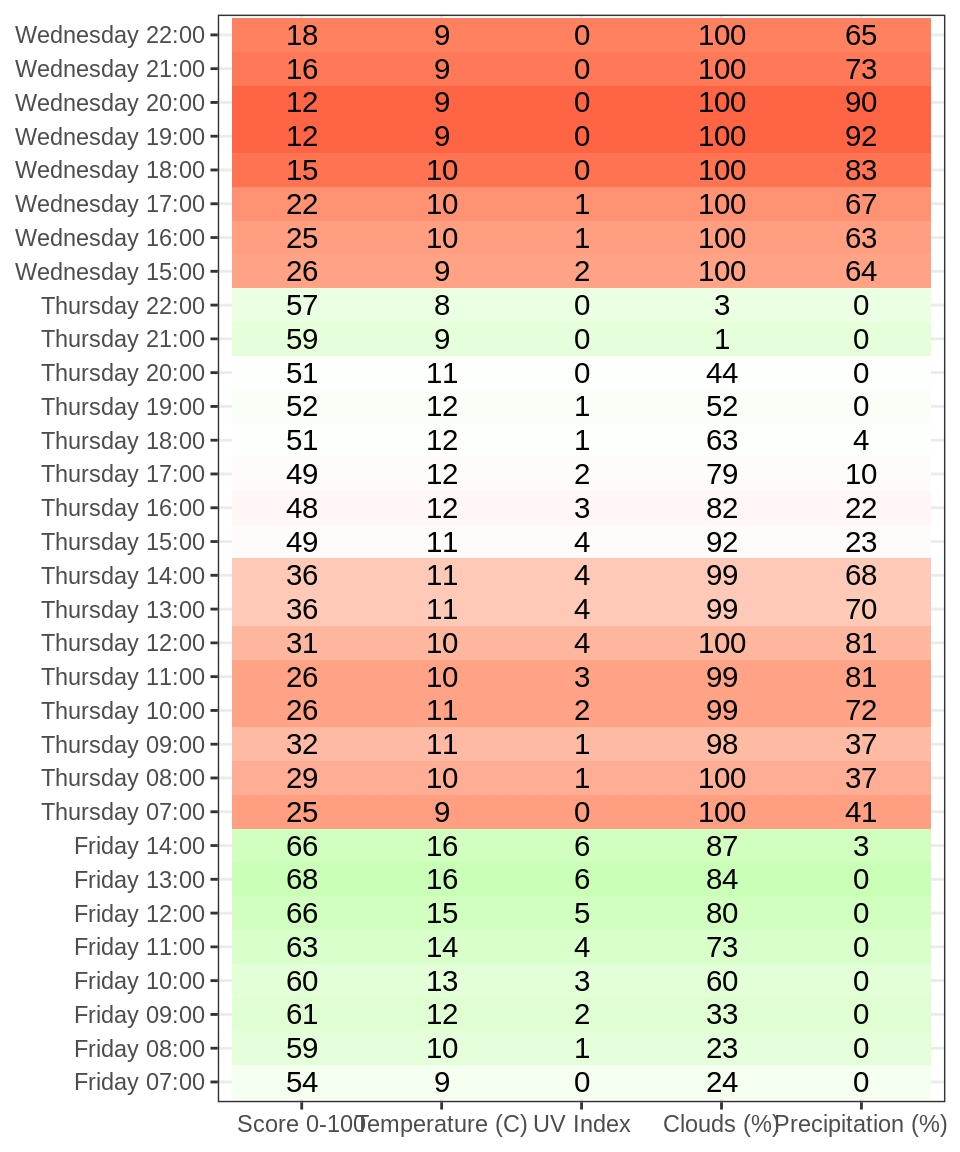 Wednesday 22:00 18 9 0 100 65
Wednesday 21:00 16 9 0 100 73
Wednesday 20:00 12 9 0 100 90
Wednesday 19:00 12 9 0 100 92
Wednesday 18:00 15 10 0 100 83
Wednesday 17:00 22 10 1 100 67
Wednesday 16:00 25 10 1 100 63
Wednesday 15:00 26 9 2 100 64
Thursday 22:00 57 8 0 3 0
Thursday 21:00 59 9 0 1 0
Thursday 20:00 51 11 0 44 0
Thursday 19:00 52 12 1 52 0
Thursday 18:00 51 12 1 63 4
Thursday 17:00 49 12 2 79 10
Thursday 16:00 48 12 3 82 22
Thursday 15:00 49 11 4 92 23
Thursday 14:00 36 11 4 99 68
Thursday 13:00 36 11 4 99 70
Thursday 12:00 31 10 4 100 81
Thursday 11:00 26 10 3 99 81
Thursday 10:00 26 11 2 99 72
Thursday 09:00 32 11 1 98 37
Thursday 08:00 29 10 1 100 37
Thursday 07:00 25 9 0 100 41
Friday 14:00 66 16 6 87 3
Friday 13:00 68 16 6 84 0
Friday 12:00 66 15 5 80 0
Friday 11:00 63 14 4 73 0
Friday 10:00 60 13 3 60 0
Friday 09:00 61 12 2 33 0
Friday 08:00 59 10 1 23 0
Friday 07:00 54 9 0 24 0
Score 0-100 Temperature (C) UV Index Clouds (%) Precipitation (%)